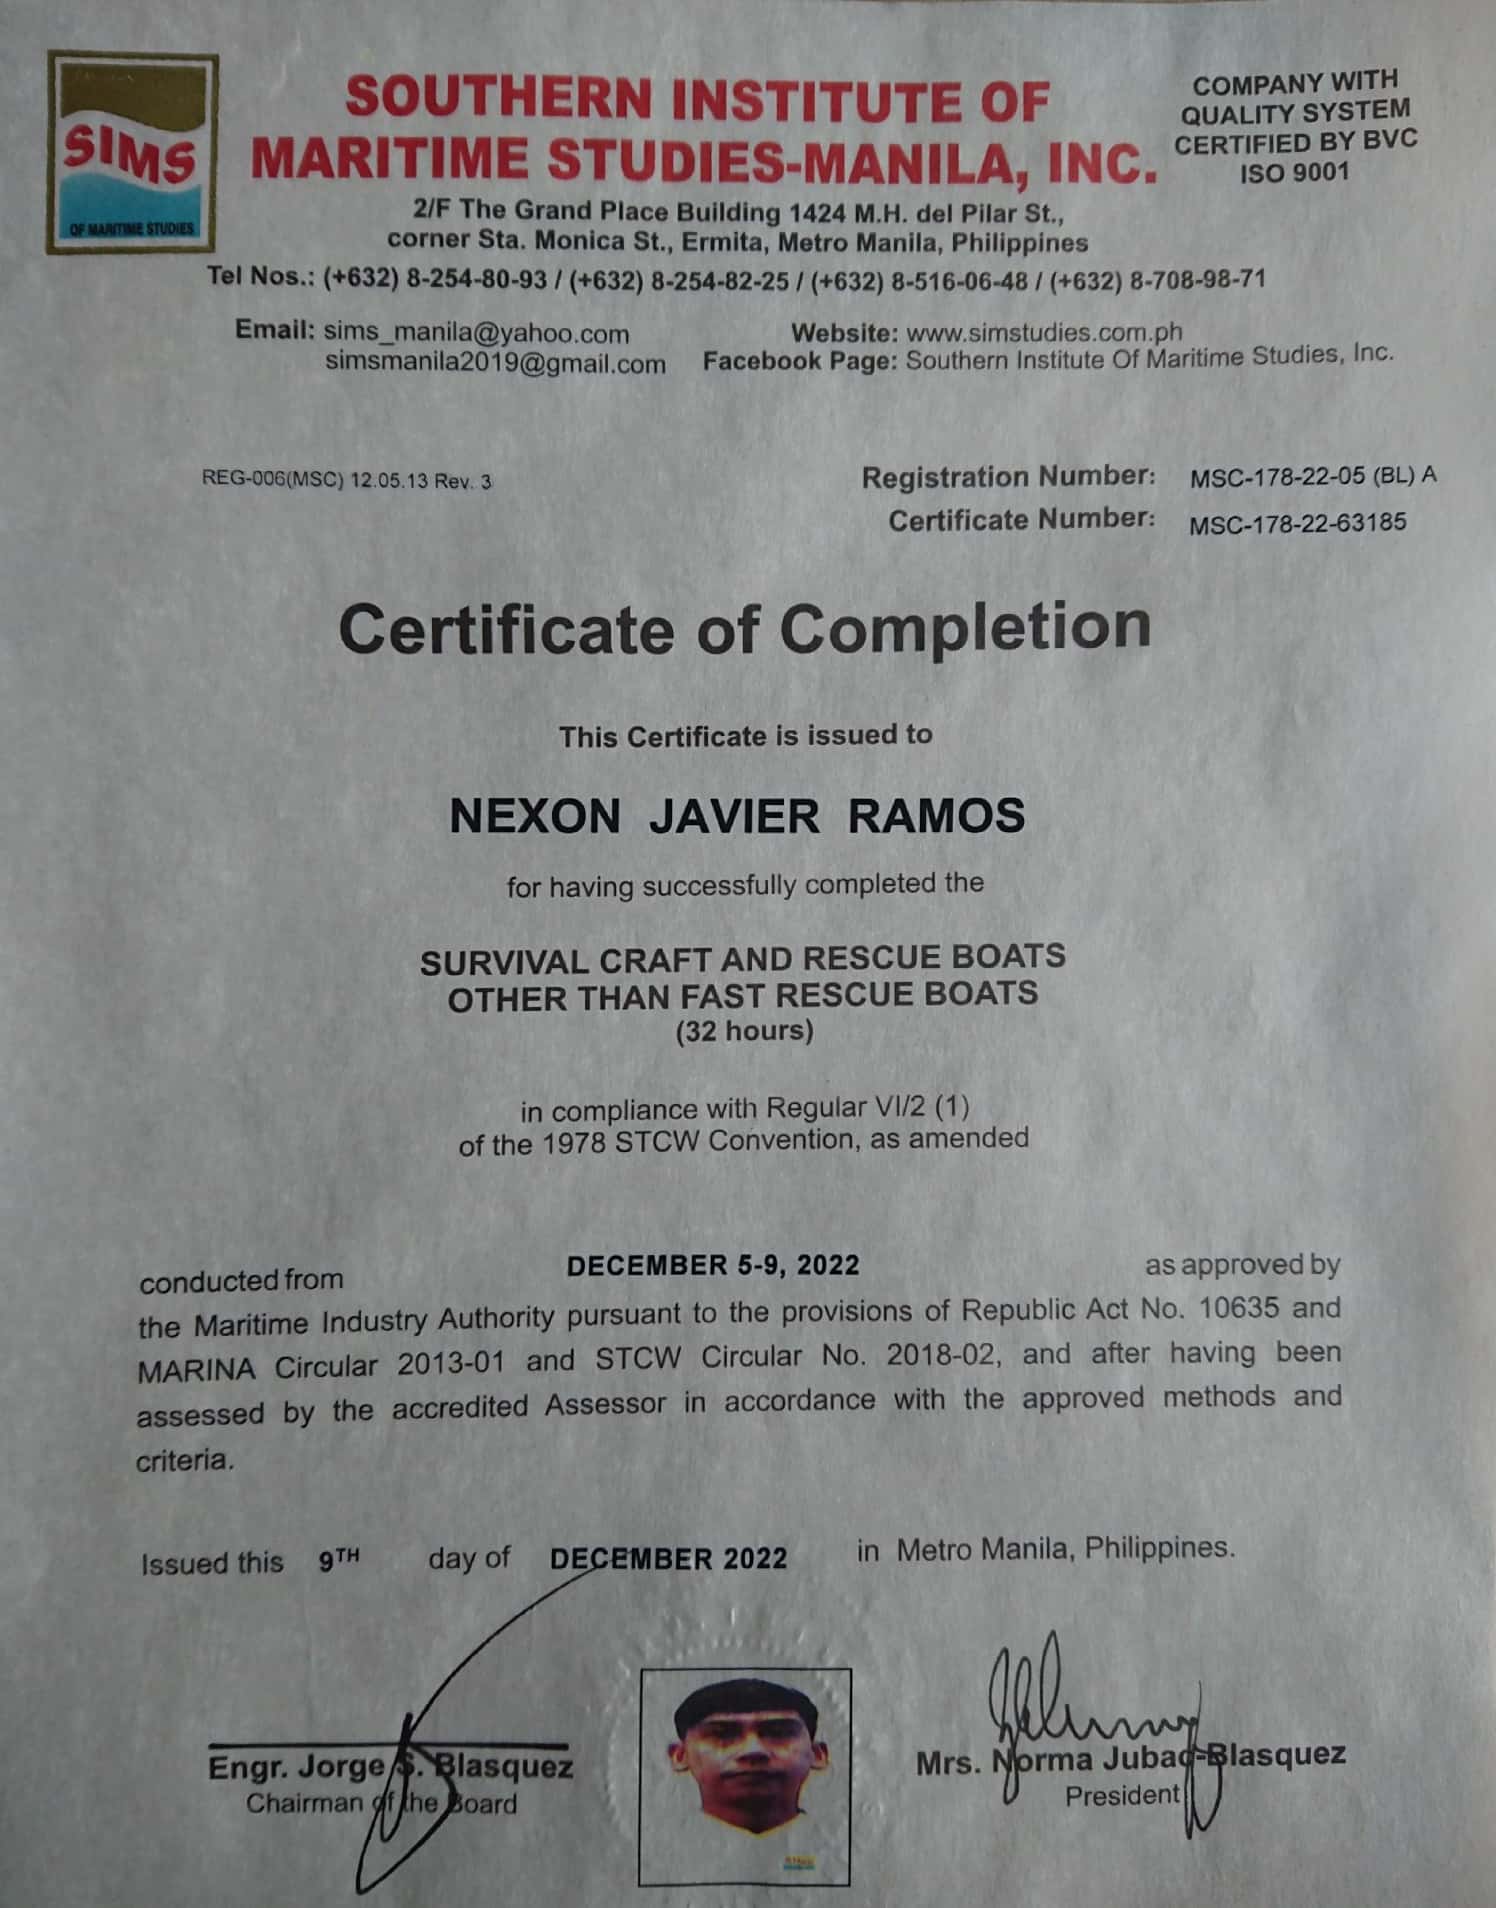 SIMS
OF MARITIME STUDIES
SOUTHERN INSTITUTE OF
MARITIME STUDIES-MANILA, INC.
COMPANY WITH
QUALITY SYSTEM
CERTIFIED BY BVC
ISO 9001
2/F The Grand Place Building 1424 M.H. del Pilar St.,
corner Sta. Monica St., Ermita, Metro Manila, Philippines
Tel Nos.: (+632) 8-254-80-93 / (+632) 8-254-82-25 / (+632) 8-516-06-48 / (+632) 8-708-98-71
Email: sims_manila@yahoo.com
simsmanila2019@gmail.com
Website: www.simstudies.com.ph
Facebook Page: Southern Institute Of Maritime Studies, Inc.
REG-006(MSC) 12.05.13 Rev. 3
Registration Number: MSC-178-22-05 (BL) A
Certificate Number: MSC-178-22-63185
Certificate of Completion
This Certificate is issued to
NEXON JAVIER RAMOS
for having successfully completed the
SURVIVAL CRAFT AND RESCUE BOATS
OTHER THAN FAST RESCUE BOATS
(32 hours)
in compliance with Regular VI/2 (1)
of the 1978 STCW Convention, as amended
conducted from DECEMBER 5-9, 2022 as approved by
the Maritime Industry Authority pursuant to the provisions of Republic Act No. 10635 and
MARINA Circular 2013-01 and STCW Circular No. 2018-02, and after having been
assessed by the accredited Assessor in accordance with the approved methods and
criteria.
Issued this 9TH day of DECEMBER 2022 in Metro Manila, Philippines.
Engr. Jorge S. Blasquez
Chairman of the Board
Mrs. Norma Jubag-Blasquez
President